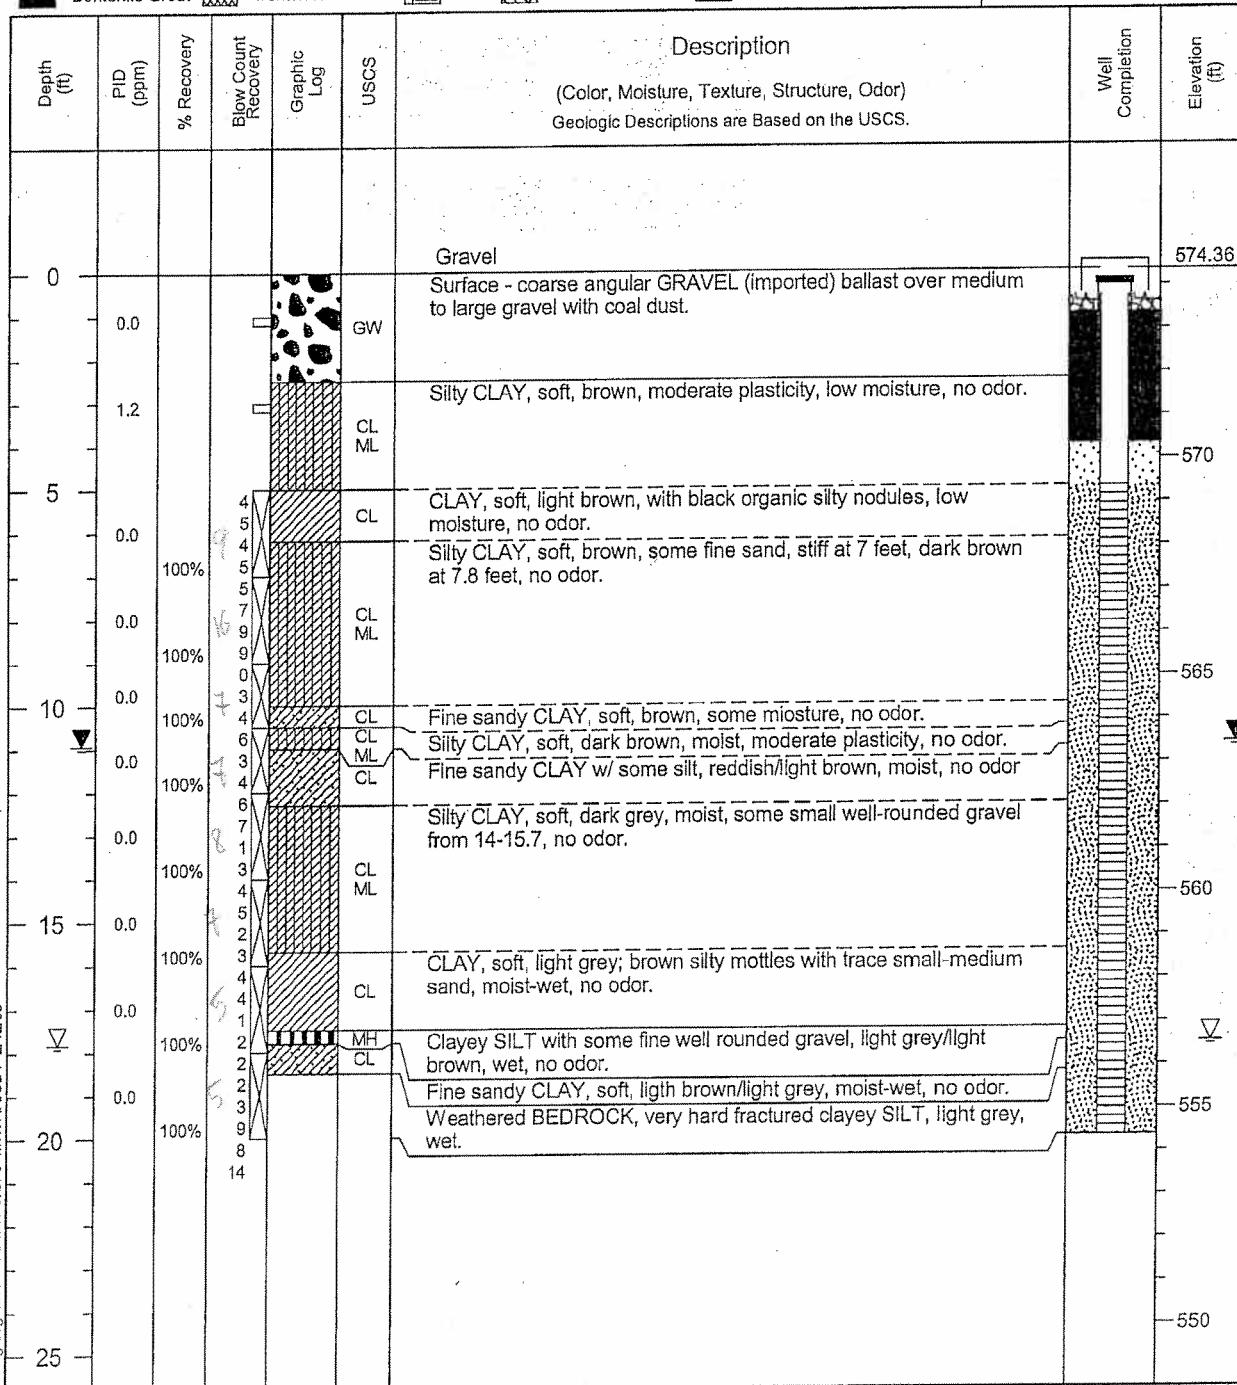 Depth (ft)
PID (ppm)
% Recovery
Blow Count Recovery
Graphic Log
USCS
Description
(Color, Moisture, Texture, Structure, Odor)
Geologic Descriptions are Based on the USCS.
Well Completion
Elevation (ft)
Gravel
574.36
0
Surface - coarse angular GRAVEL (imported) ballast over medium
to large gravel with coal dust.
0.0
GW
Silty CLAY, soft, brown, moderate plasticity, low moisture, no odor.
1.2
CL
ML
570
5
4
CLAY, soft, light brown, with black organic silty nodules, low
5
CL
moisture, no odor.
0.0
9
4
Silty CLAY, soft, brown, some fine sand, stiff at 7 feet, dark brown
100%
5
at 7.8 feet, no odor.
5
7
0.0
16
9
CL
ML
100%
9
0
565
0.0
7
3
10
100%
4
CL
Fine sandy CLAY, soft, brown, some miosture, no odor.
6
CL
ML
Silty CLAY, soft, dark brown, moist, moderate plasticity, no odor.
0.0
7
3
CL
Fine sandy CLAY w/ some silt, reddish/light brown, moist, no odor
100%
4
6
Silty CLAY, soft, dark grey, moist, some small well-rounded gravel
7
from 14-15.7, no odor.
0.0
8
1
100%
3
CL
ML
4
560
15
0.0
7
5
2
100%
3
CLAY, soft, light grey; brown silty mottles with trace small-medium
4
sand, moist-wet, no odor.
0.0
5
4
CL
1
100%
2
MH
Clayey SILT with some fine well rounded gravel, light grey/light
brown, wet, no odor.
2
CL
Fine sandy CLAY, soft, ligth brown/light grey, moist-wet, no odor.
0.0
5
2
3
555
Weathered BEDROCK, very hard fractured clayey SILT, light grey,
wet.
100%
9
20
8
14
550
25